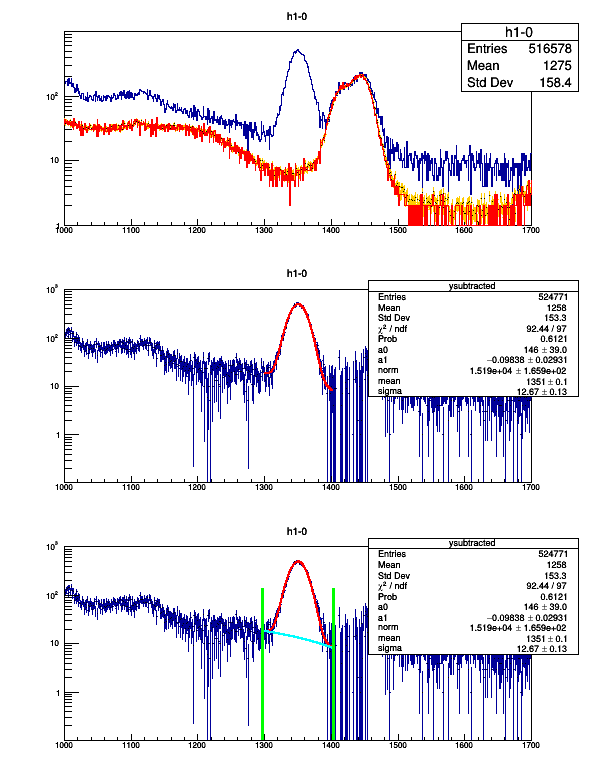 h1-0
h1-0
Entries 516578
Mean 1275
Std Dev 158.4
10²
10
1
1000 1100 1200 1300 1400 1500 1600 1700
h1-0
ysubtracted
Entries 524771
Mean 1258
Std Dev 153.3
χ² / ndf 92.44 / 97
Prob 0.6121
a0 146 ± 39.0
a1 −0.09838 ± 0.02931
norm 1.519e+04 ± 1.659e+02
mean 1351 ± 0.1
sigma 12.67 ± 0.13
10³
10²
10
1
1000 1100 1200 1300 1400 1500 1600 1700
h1-0
ysubtracted
Entries 524771
Mean 1258
Std Dev 153.3
χ² / ndf 92.44 / 97
Prob 0.6121
a0 146 ± 39.0
a1 −0.09838 ± 0.02931
norm 1.519e+04 ± 1.659e+02
mean 1351 ± 0.1
sigma 12.67 ± 0.13
10³
10²
10
1
1000 1100 1200 1300 1400 1500 1600 1700